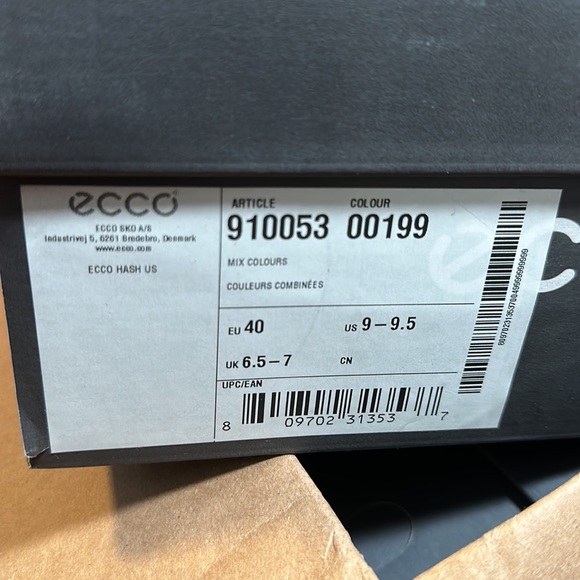 ecco
ECCO SKO A/S
Industrivej 5, 6261 Bredebro, Denmark
www.ecco.com
ECCO HASH US
ARTICLE COLOUR
910053 00199
MIX COLOURS
COULEURS COMBINÉES
EU 40 US 9-9.5
UK 6.5-7 CN
UPC/EAN
8 09702 31353 7